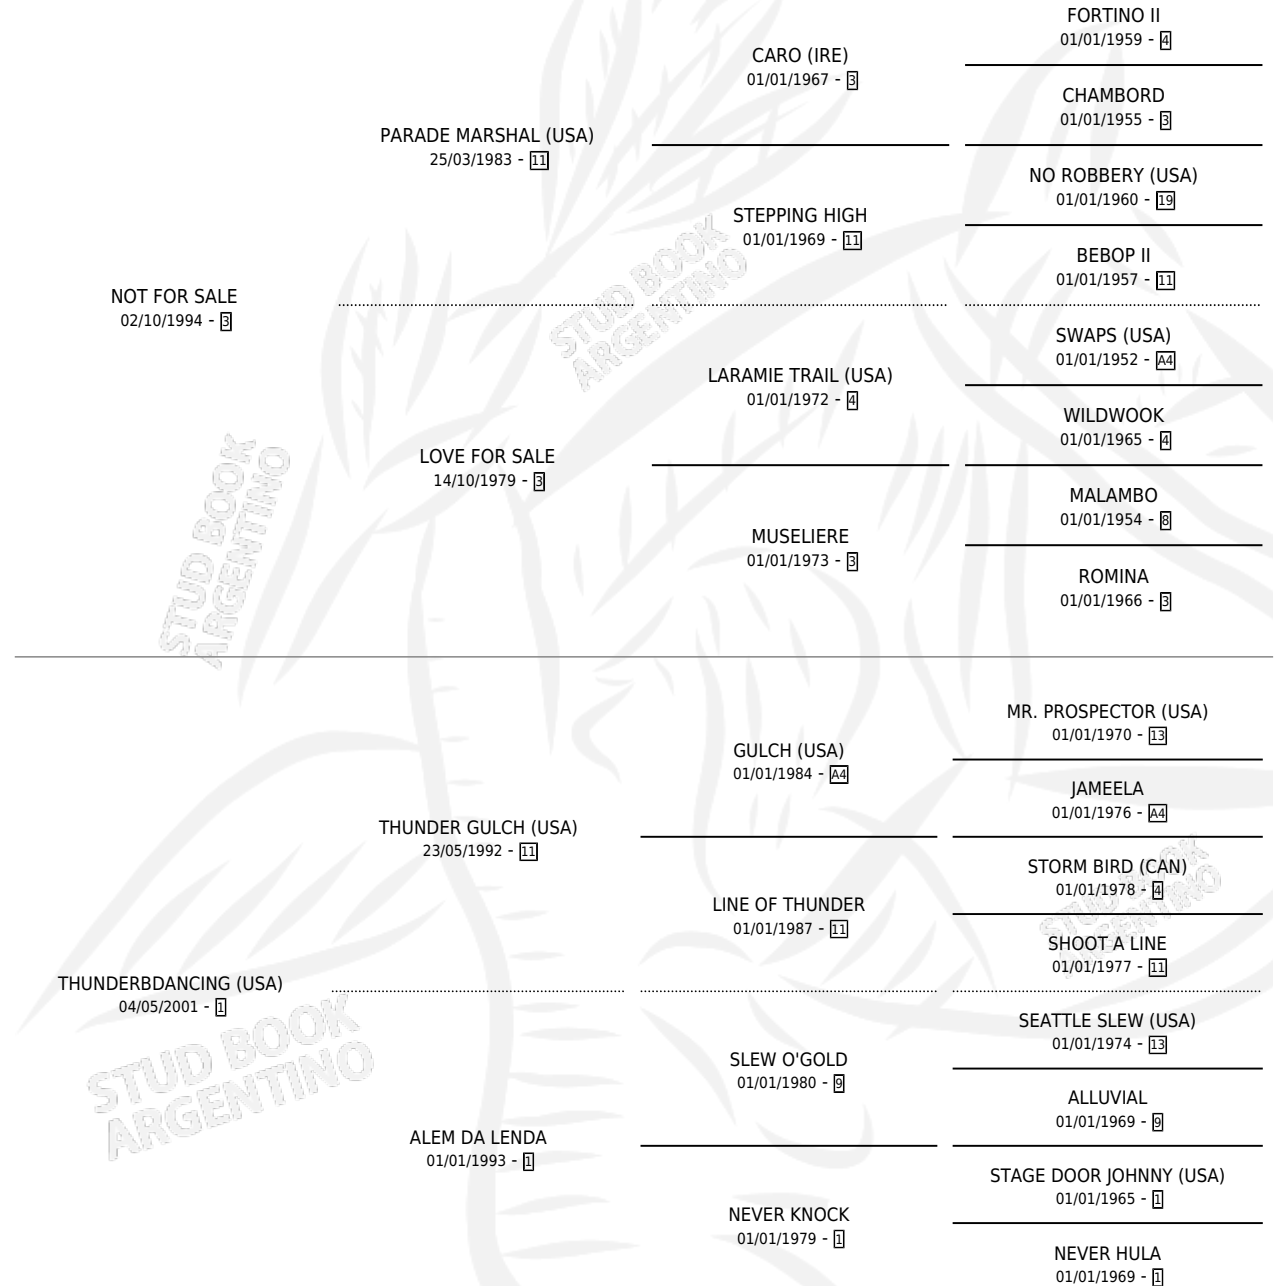 NOT FOR SALE
02/10/1994 - 3
PARADE MARSHAL (USA)
25/03/1983 - 11
CARO (IRE)
01/01/1967 - 3
FORTINO II
01/01/1959 - 4
CHAMBORD
01/01/1955 - 3
STEPPING HIGH
01/01/1969 - 11
NO ROBBERY (USA)
01/01/1960 - 19
BEBOP II
01/01/1957 - 11
LOVE FOR SALE
14/10/1979 - 3
LARAMIE TRAIL (USA)
01/01/1972 - 4
SWAPS (USA)
01/01/1952 - A4
WILDWOOK
01/01/1965 - 4
MUSELIERE
01/01/1973 - 3
MALAMBO
01/01/1954 - 8
ROMINA
01/01/1966 - 3
THUNDERBDANCING (USA)
04/05/2001 - 1
THUNDER GULCH (USA)
23/05/1992 - 11
GULCH (USA)
01/01/1984 - A4
MR. PROSPECTOR (USA)
01/01/1970 - 13
JAMEELA
01/01/1976 - A4
LINE OF THUNDER
01/01/1987 - 11
STORM BIRD (CAN)
01/01/1978 - 4
SHOOT A LINE
01/01/1977 - 11
ALEM DA LENDA
01/01/1993 - 1
SLEW O'GOLD
01/01/1980 - 9
SEATTLE SLEW (USA)
01/01/1974 - 13
ALLUVIAL
01/01/1969 - 9
NEVER KNOCK
01/01/1979 - 1
STAGE DOOR JOHNNY (USA)
01/01/1965 - 1
NEVER HULA
01/01/1969 - 1
STUD BOOK
ARGENTINO
STUD BOOK
ARGENTINO
STUD BOOK
ARGENTINO
STUD BOOK
ARGENTINO